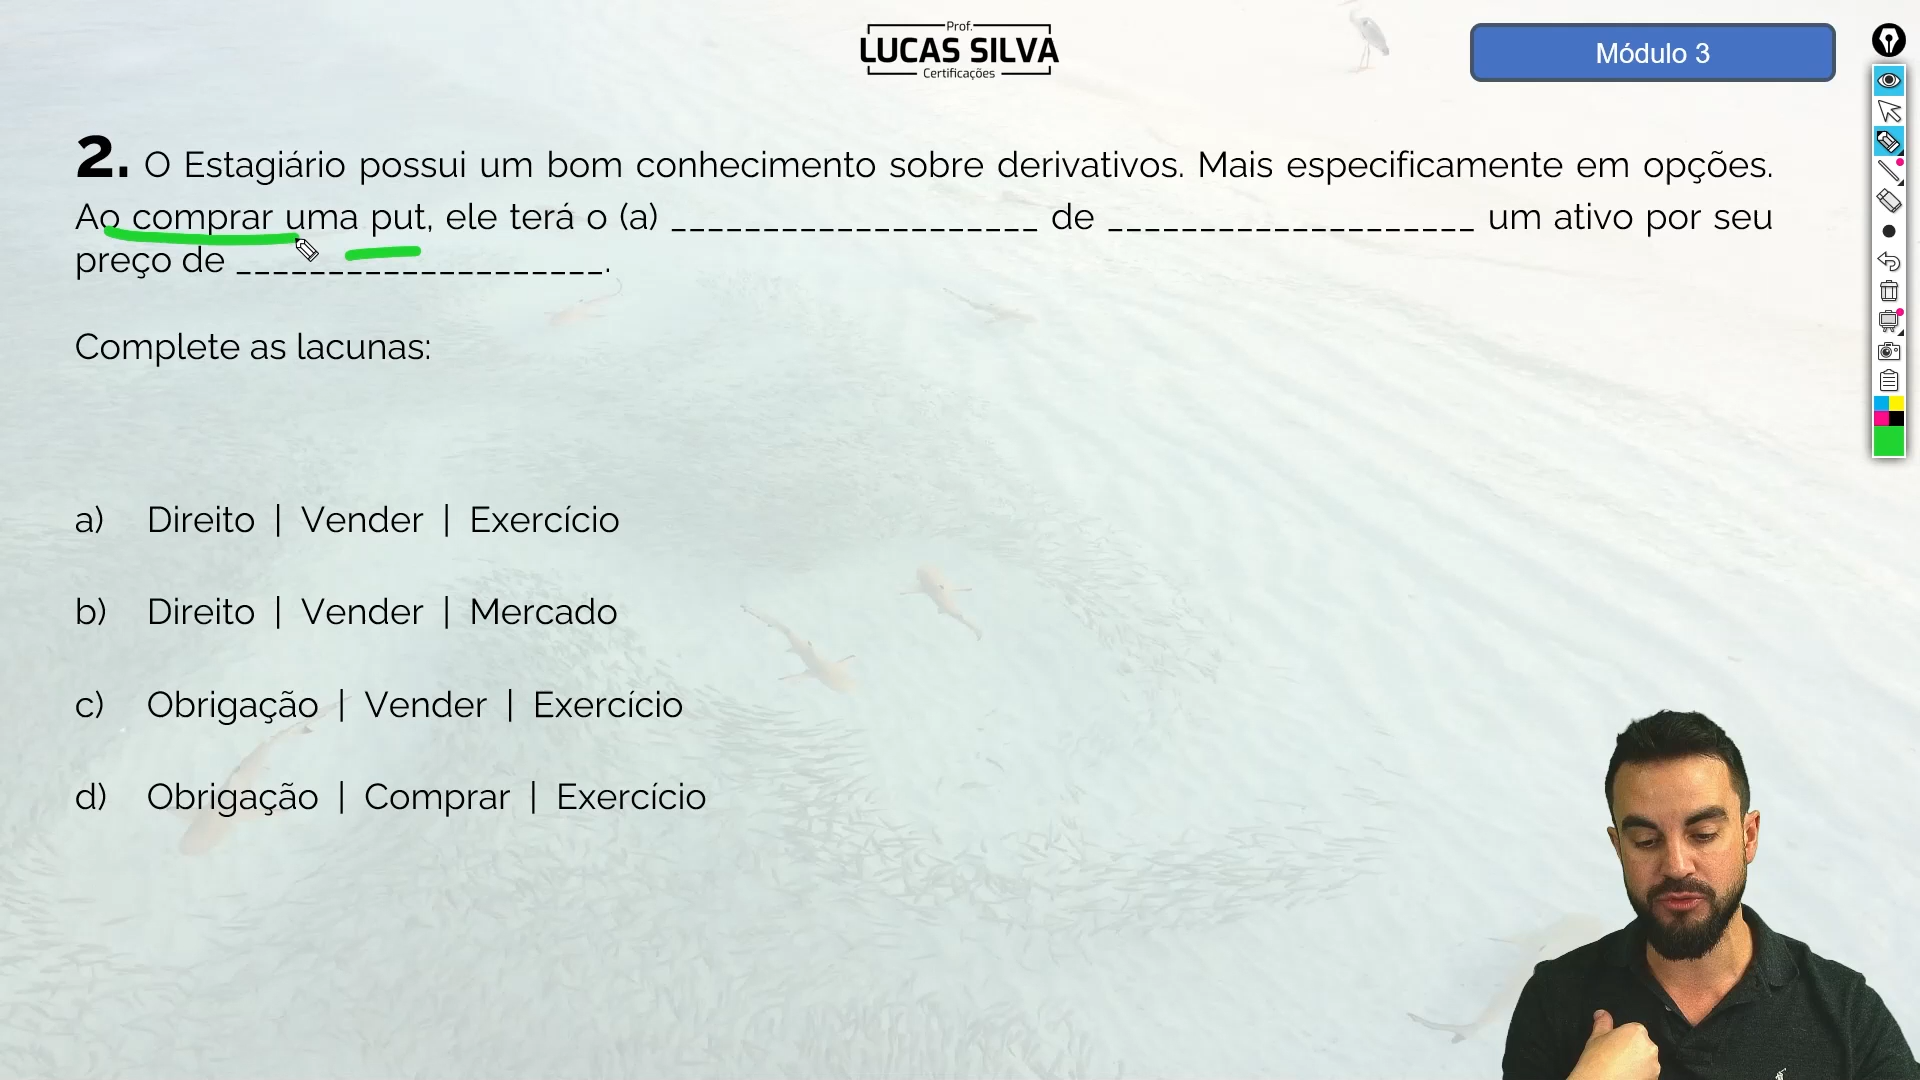 Prof.
LUCAS SILVA
Certificações
Módulo 3
2. O Estagiário possui um bom conhecimento sobre derivativos. Mais especificamente em opções.
Ao comprar uma put, ele terá o (a) ____________________ de ____________________ um ativo por seu
preço de ____________________.
Complete as lacunas:
a) Direito | Vender | Exercício
b) Direito | Vender | Mercado
c) Obrigação | Vender | Exercício
d) Obrigação | Comprar | Exercício